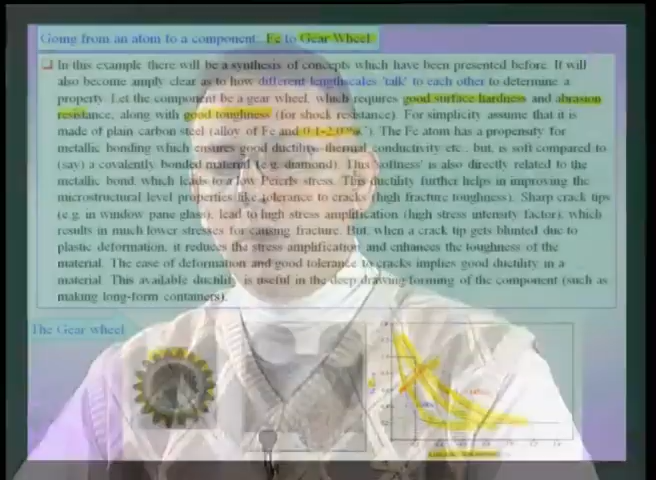 Going from an atom to a component: Fe to Gear Wheel
In this example there will be a synthesis of concepts which have been presented before. It will
also become amply clear as to how different lengthscales 'talk' to each other to determine a
property. Let the component be a gear wheel, which requires good surface hardness and abrasion
resistance, along with good toughness (for shock resistance). For simplicity assume that it is
made of plain carbon steel (alloy of Fe and 0.1-2.0%C). The Fe atom has a propensity for
metallic bonding which ensures good ductility, thermal conductivity etc., but is soft compared to
(say) a covalently bonded material (e.g. diamond). This 'softness' is also directly related to the
metallic bond, which leads to a low Peierls stress. This ductility further helps in improving the
microstructural level properties like tolerance to cracks (high fracture toughness). Sharp crack tips
(e.g. in window pane glass), lead to high stress amplification (high stress intensity factor), which
results in much lower stresses for causing fracture. But, when a crack tip gets blunted due to
plastic deformation, it reduces the stress amplification and enhances the toughness of the
material. The ease of deformation and good tolerance to cracks implies good ductility in a
material. This available ductility is useful in the deep drawing/forming of the component (such as
making long-form containers).
The Gear wheel